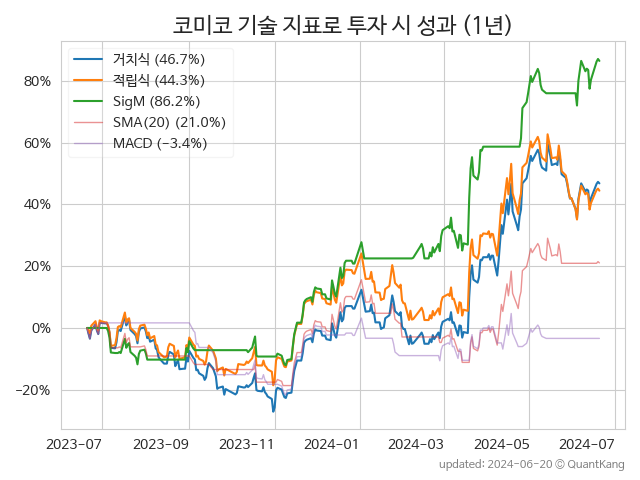 코미코 기술 지표로 투자 시 성과 (1년)
거치식 (46.7%)
적립식 (44.3%)
SigM (86.2%)
SMA(20) (21.0%)
MACD (−3.4%)
80%
60%
40%
20%
0%
−20%
2023-07 2023-09 2023-11 2024-01 2024-03 2024-05 2024-07
updated: 2024-06-20 © QuantKang